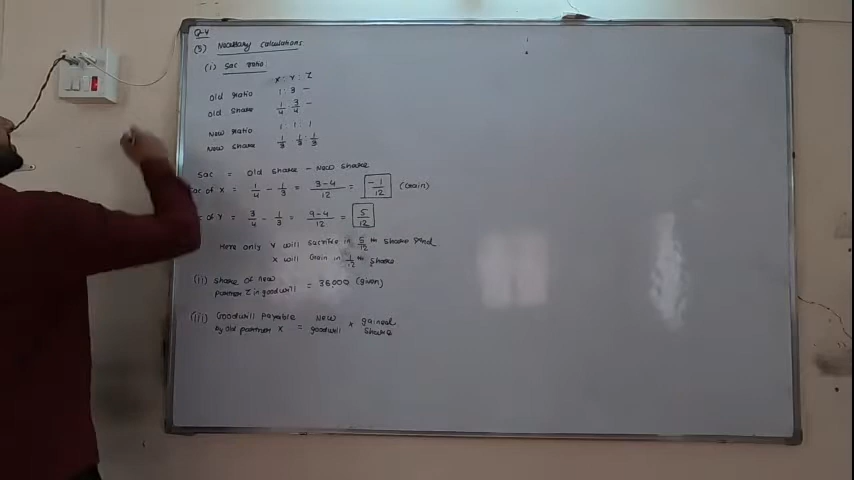 Q-4
(3) Necessary calculations
(i) Sac ratio
X : Y : Z
Old Ratio 1 : 3 -
Old Share 1/4 : 3/4 -
New Ratio 1 1 : 1
New Share 1/3 1/3 : 1/3
Sac = Old Share - New Share
Sac of X = 1/4 - 1/3 = 3-4/12 = -1/12 (Gain)
of Y = 3/4 - 1/3 = 9-4/12 = 5/12
Here only Y will Sacrifice in 5/12 th share and
X will Gain in 1/12 th share
(ii) Share of new
partner Z in goodwill = 36000 (given)
(iii) Goodwill payable
by old partner X = New goodwill x gained share